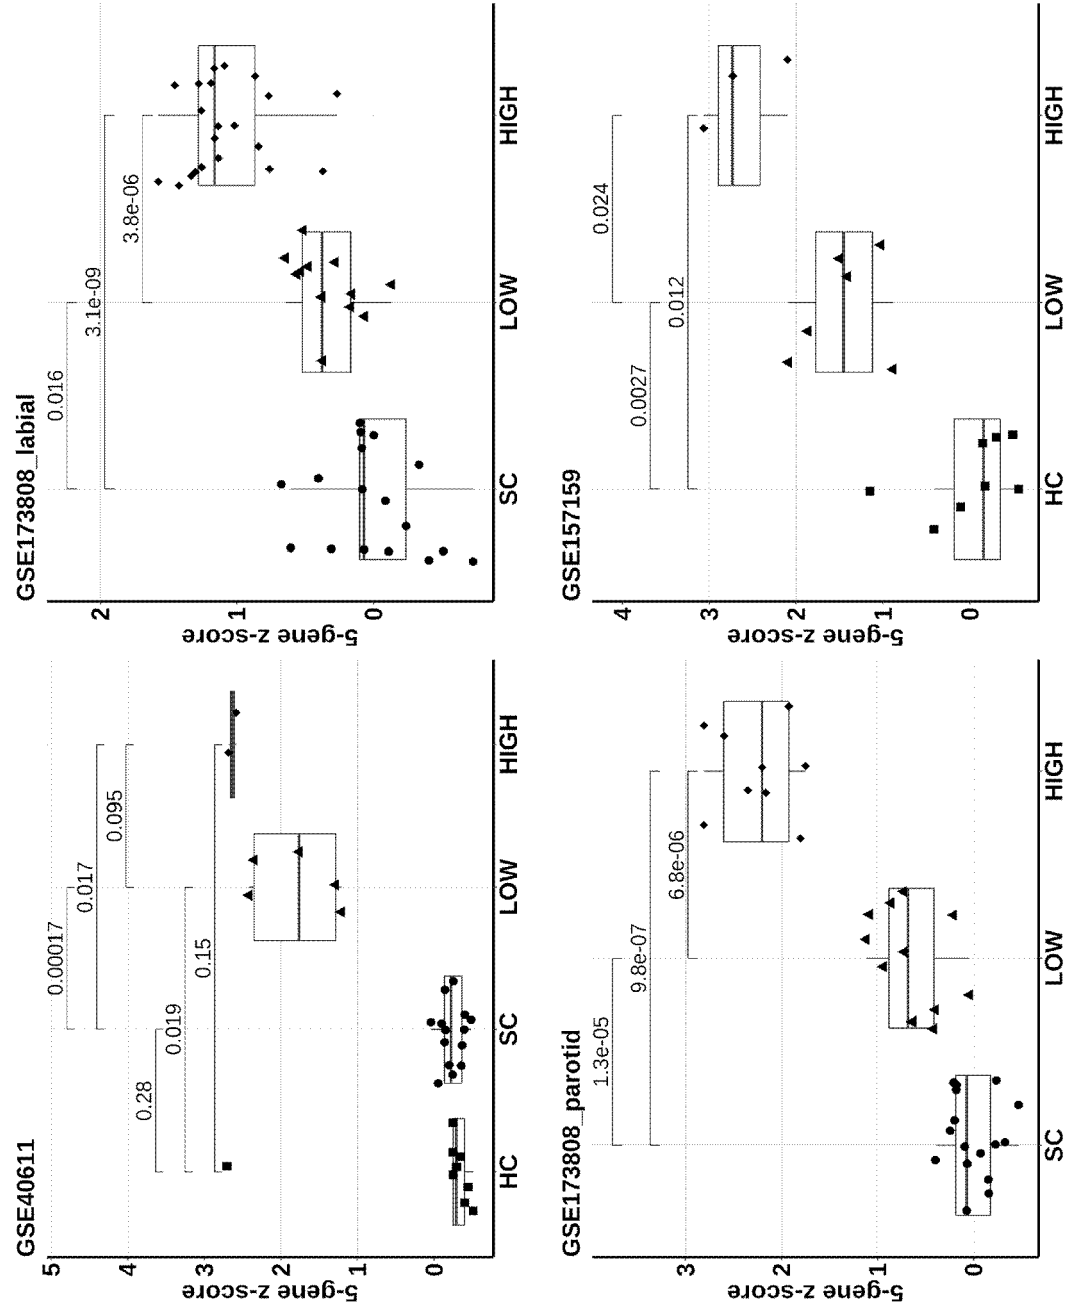 GSE40611
5-gene z-score
5
4
3
2
1
0
0.00017
0.017
0.095
0.28
0.019
0.15
HC
SC
LOW
HIGH
GSE173808_labial
5-gene z-score
2
1
0
0.016
3.1e-09
3.8e-06
SC
LOW
HIGH
GSE173808_parotid
5-gene z-score
3
2
1
0
1.3e-05
9.8e-07
6.8e-06
SC
LOW
HIGH
GSE157159
5-gene z-score
4
3
2
1
0
0.024
0.0027
0.012
HC
LOW
HIGH